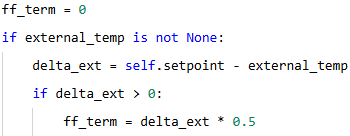 ff_term = 0
if external_temp is not None:
    delta_ext = self.setpoint - external_temp
    if delta_ext > 0:
        ff_term = delta_ext * 0.5